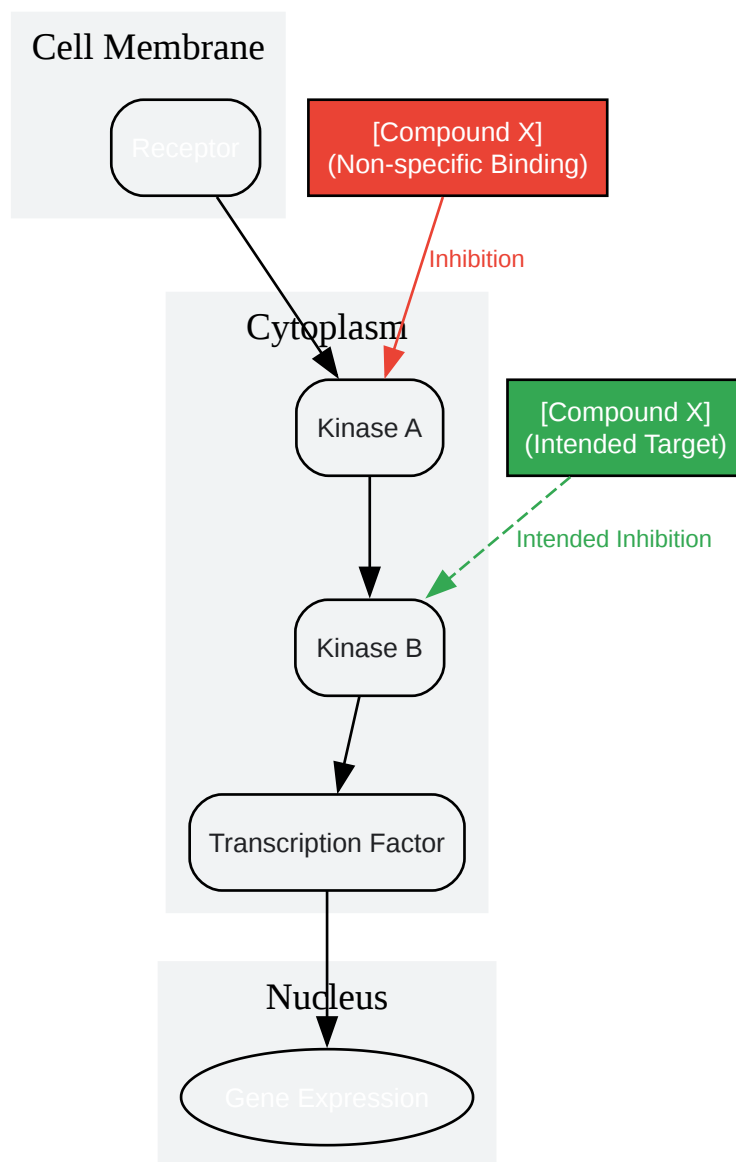 Cell Membrane
Receptor
[Compound X]
(Non-specific Binding)
Inhibition
Cytoplasm
Kinase A
[Compound X]
(Intended Target)
Intended Inhibition
Kinase B
Transcription Factor
Nucleus
Gene Expression